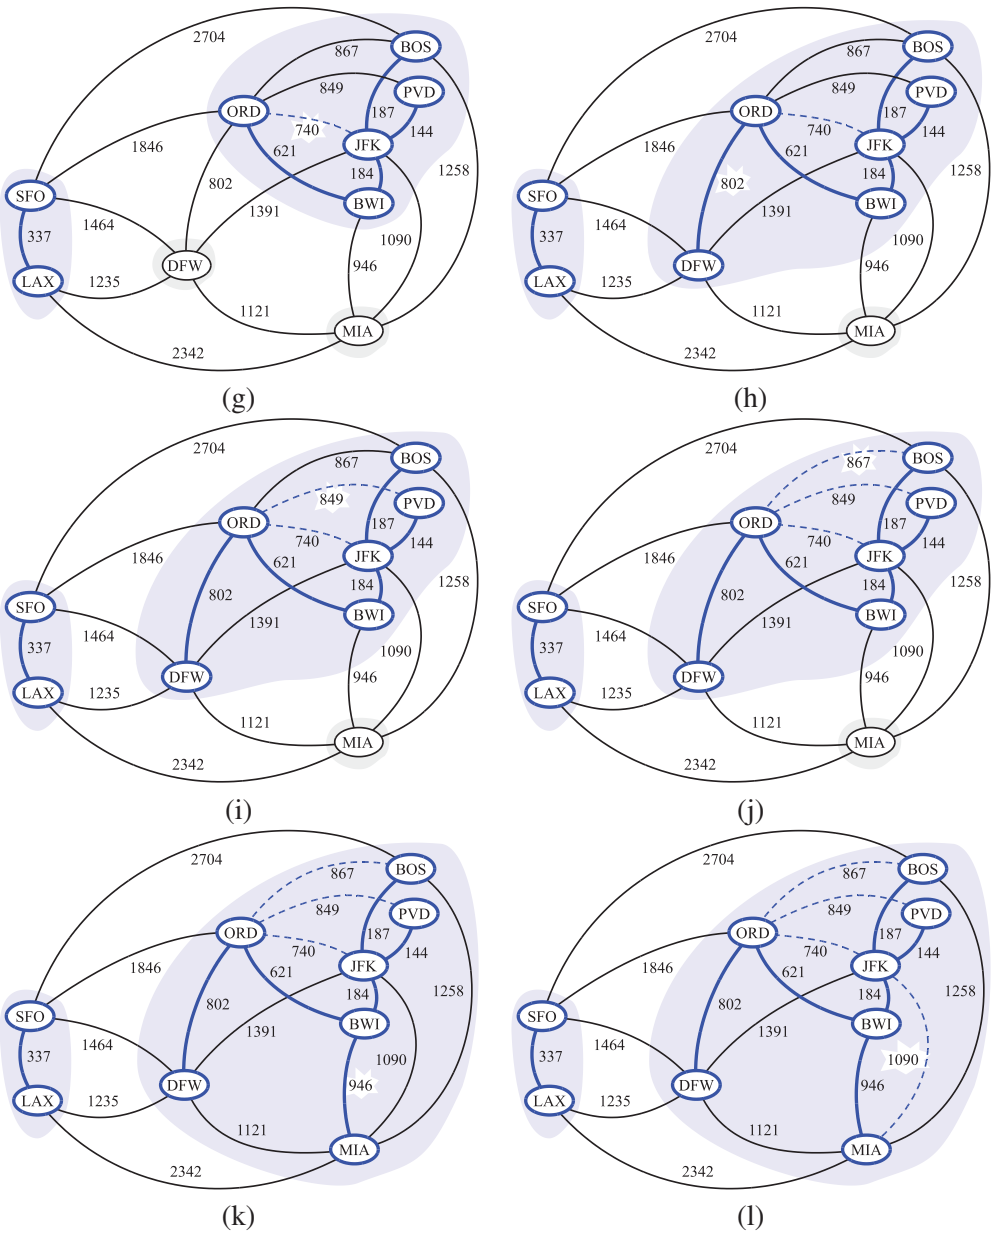 2704
867
BOS
849
PVD
ORD
187
144
740
JFK
1846
621
184
1258
802
SFO
BWI
1464
1391
337
1090
DFW
946
LAX
1235
1121
MIA
2342
(g)
2704
867
BOS
849
PVD
ORD
187
144
740
JFK
1846
621
184
1258
802
SFO
BWI
1464
1391
337
1090
DFW
946
LAX
1235
1121
MIA
2342
(h)
2704
867
BOS
849
PVD
ORD
187
144
740
JFK
1846
621
184
1258
802
SFO
BWI
1464
1391
337
1090
DFW
946
LAX
1235
1121
MIA
2342
(i)
2704
867
BOS
849
PVD
ORD
187
144
740
JFK
1846
621
184
1258
802
SFO
BWI
1464
1391
337
1090
DFW
946
LAX
1235
1121
MIA
2342
(j)
2704
867
BOS
849
PVD
ORD
187
144
740
JFK
1846
621
184
1258
802
SFO
BWI
1464
1391
337
1090
DFW
946
LAX
1235
1121
MIA
2342
(k)
2704
867
BOS
849
PVD
ORD
187
144
740
JFK
1846
621
184
1258
802
SFO
BWI
1464
1391
337
1090
DFW
946
LAX
1235
1121
MIA
2342
(l)